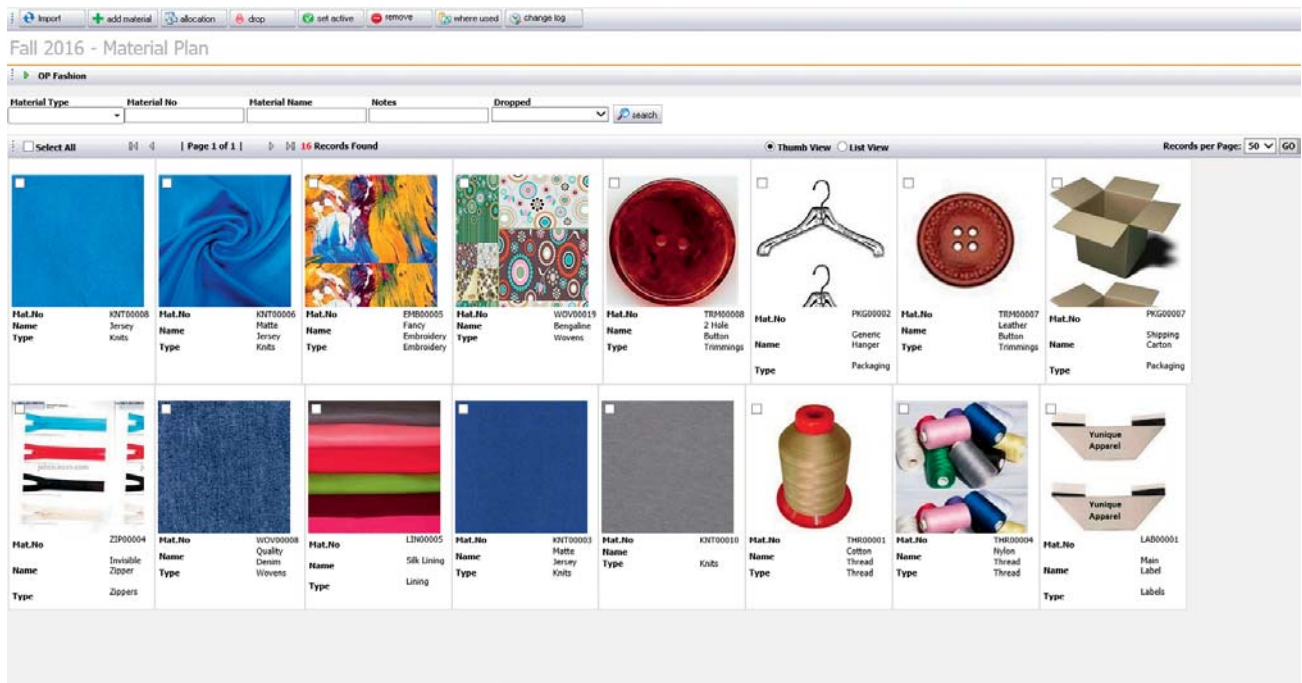 Import add material allocation drop set active remove where used change log
Fall 2016 - Material Plan
OP Fashion
Material Type Material No Material Name Notes Dropped
search
Select All | Page 1 of 1 | 16 Records Found Thumb View List View Records per Page: 50 GO
Mat.No KNT00008
Name Jersey
Type Knits
Mat.No KNT00006
Name Matte
Jersey
Type Knits
Mat.No EMB00005
Name Fancy
Embroidery
Type Embroidery
Mat.No WOV00019
Name Bengaline
Type Wovens
Mat.No TRM00008
Name 2 Hole
Button
Type Trimmings
Mat.No PKG00002
Name Generic
Hanger
Type Packaging
Mat.No TRM00007
Name Leather
Button
Type Trimmings
Mat.No PKG00007
Name Shipping
Carton
Type Packaging
Mat.No ZIP00004
Name Invisible
Zipper
Type Zippers
Mat.No WOV00008
Name Quality
Denim
Type Wovens
Mat.No LIN00005
Name Silk Lining
Type Lining
Mat.No KNT00003
Name Matte
Jersey
Type Knits
Mat.No KNT00010
Name
Type Knits
Mat.No THR00001
Name Cotton
Thread
Type Thread
Mat.No THR00004
Name Nylon
Thread
Type Thread
Yunique
Apparel
Yunique
Apparel
Mat.No LAB00001
Name Main
Label
Type Labels